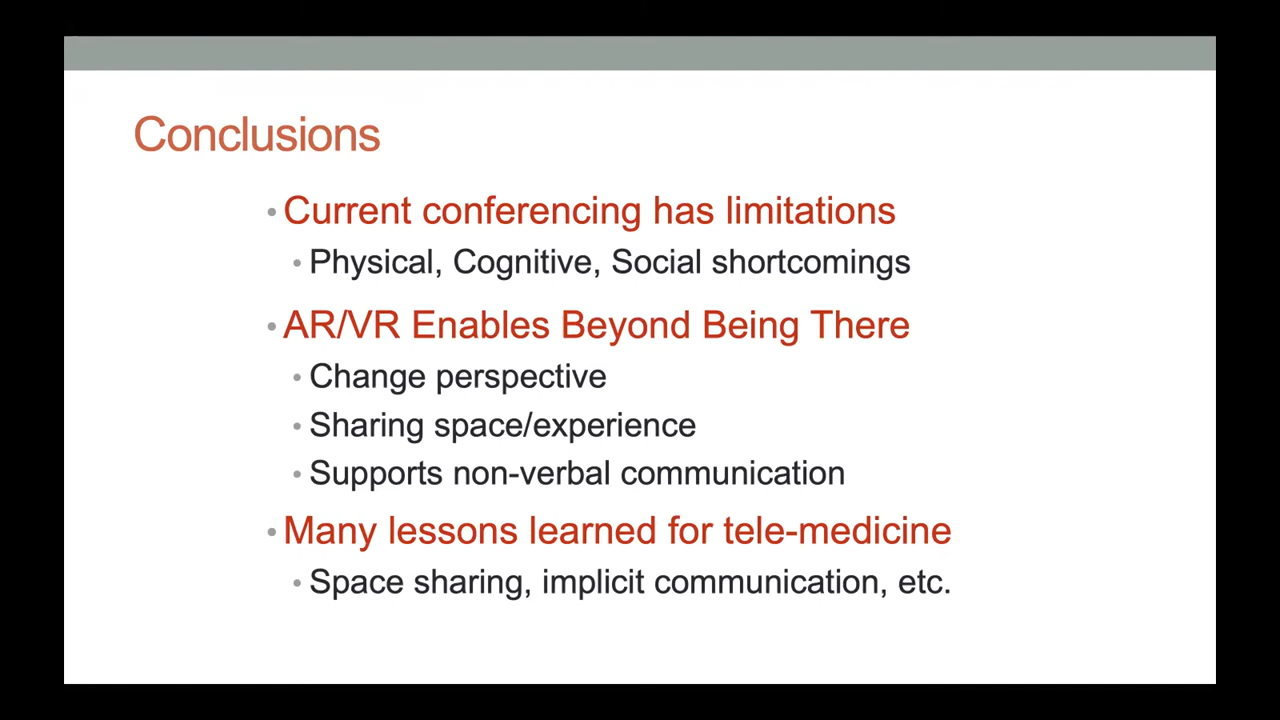 Conclusions
• Current conferencing has limitations
• Physical, Cognitive, Social shortcomings
• AR/VR Enables Beyond Being There
• Change perspective
• Sharing space/experience
• Supports non-verbal communication
• Many lessons learned for tele-medicine
• Space sharing, implicit communication, etc.